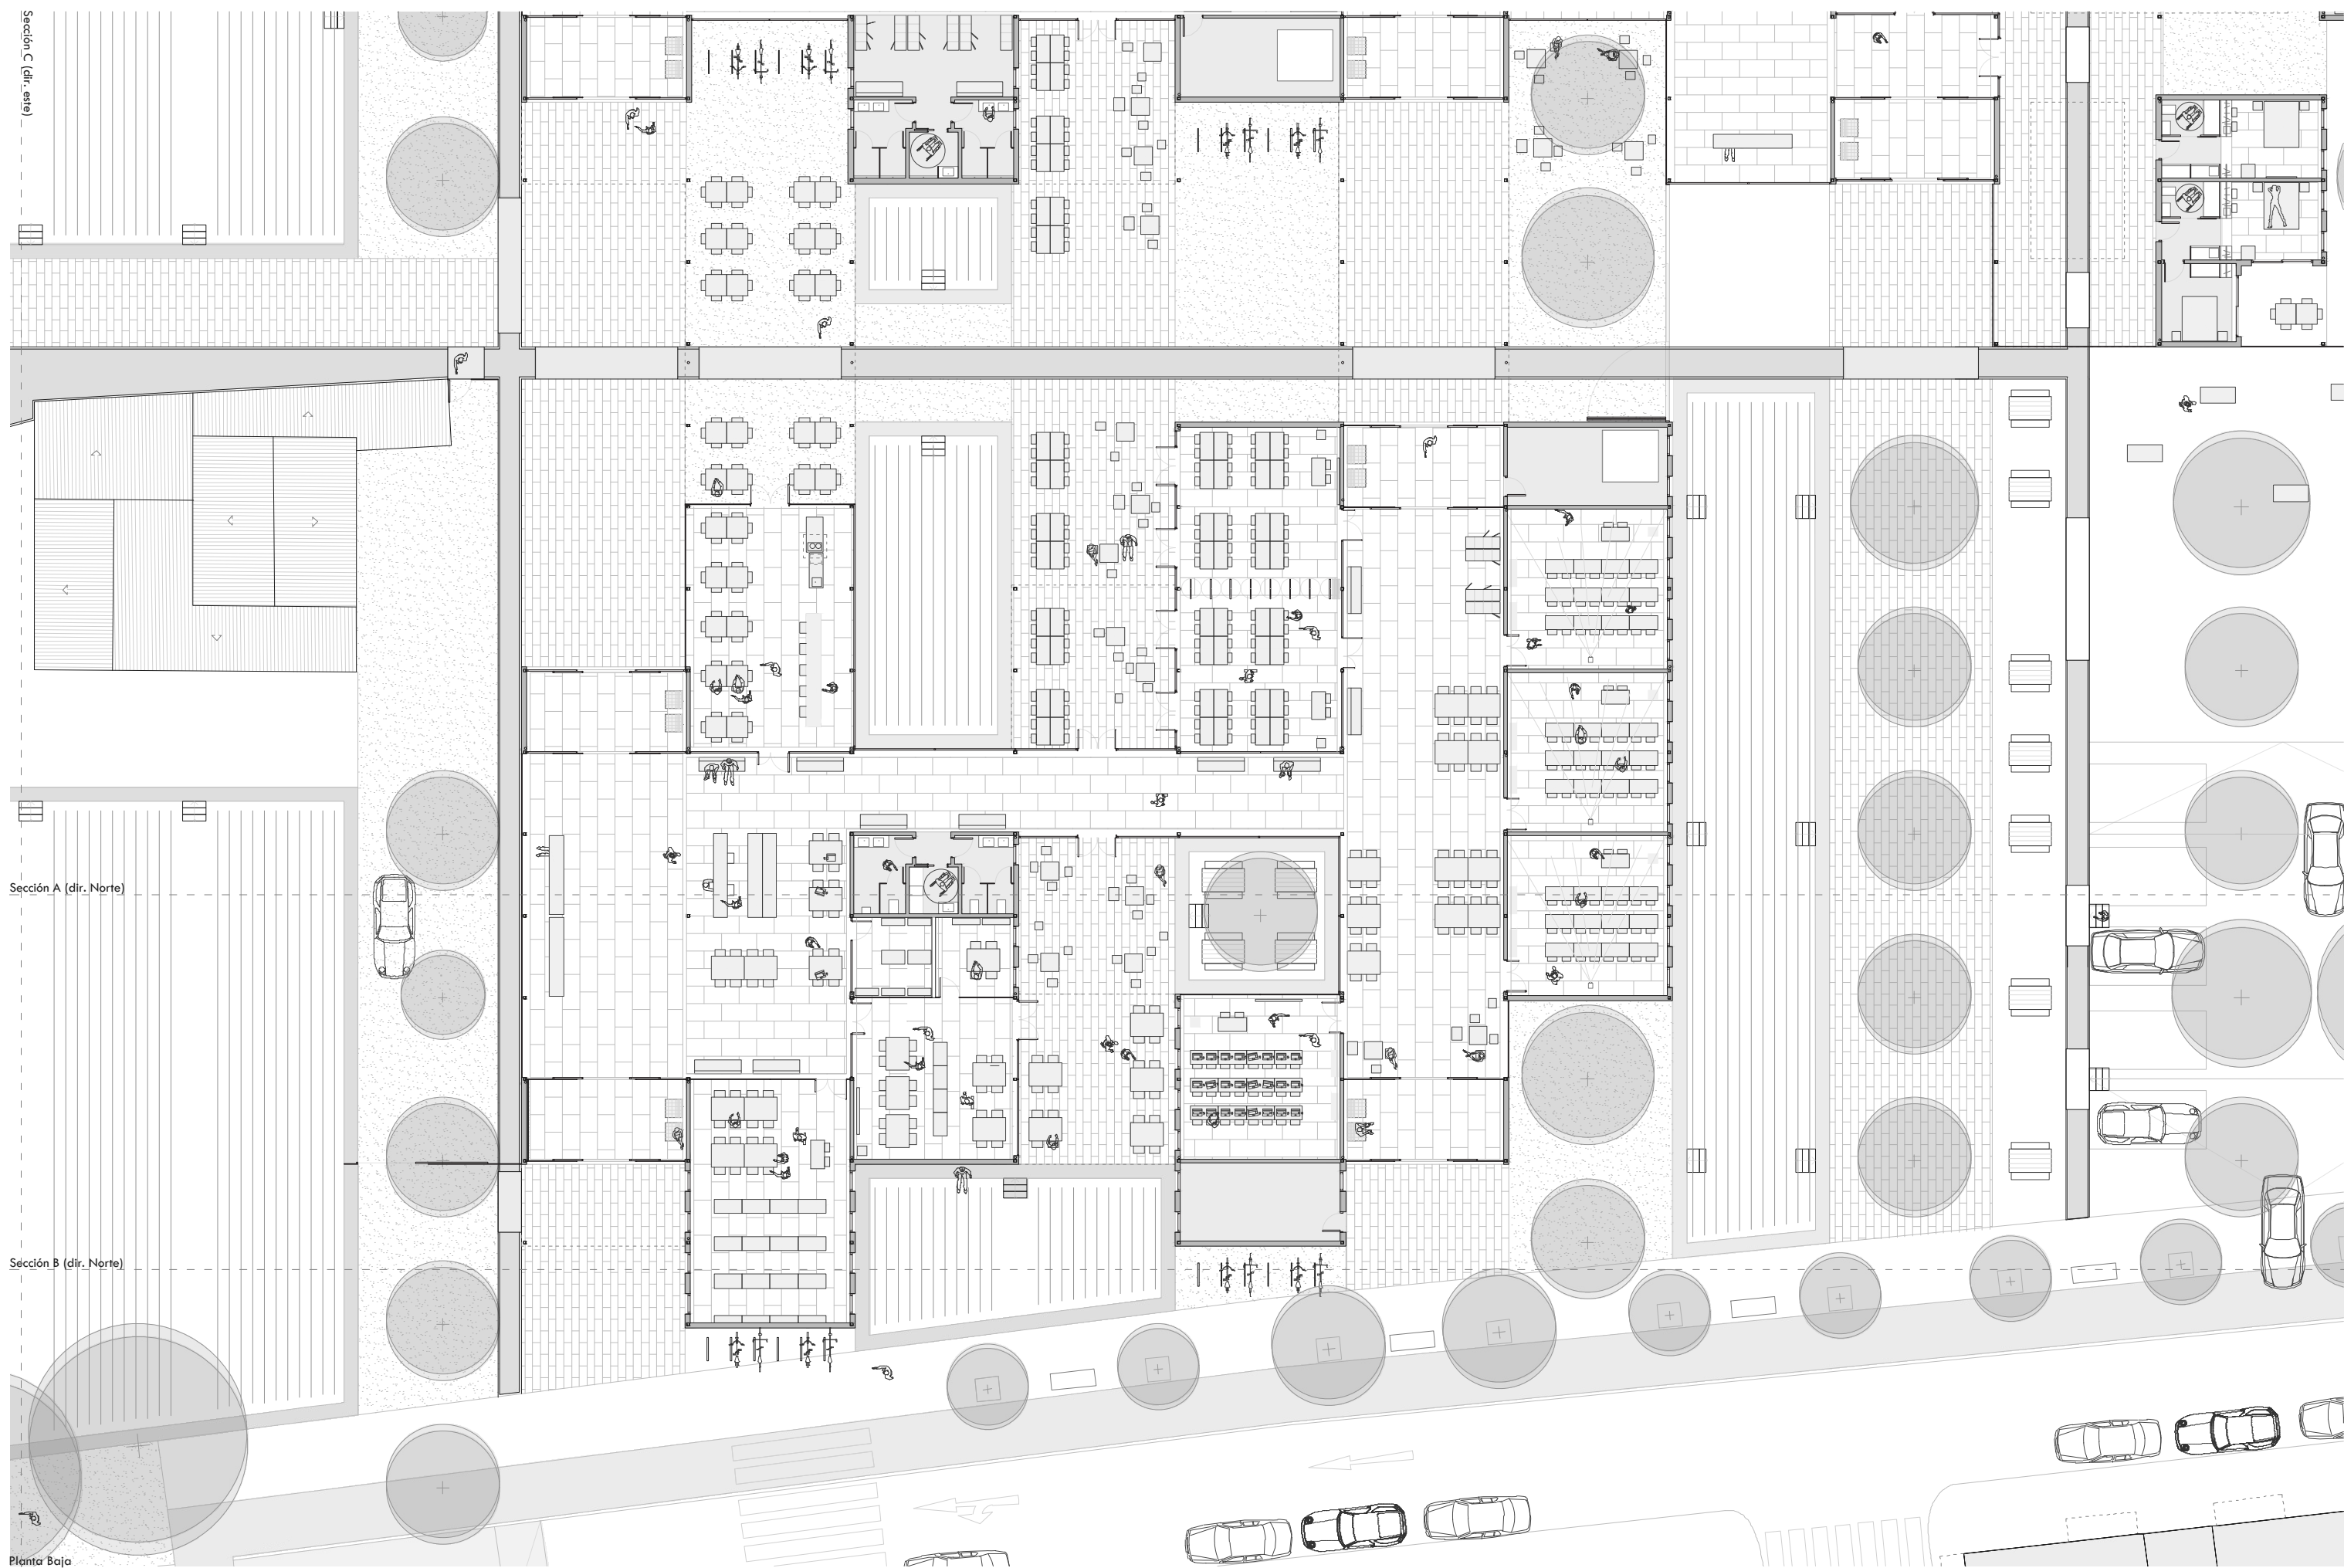 Sección C (dir. este)
Sección A (dir. Norte)
Sección B (dir. Norte)
Planta Baja